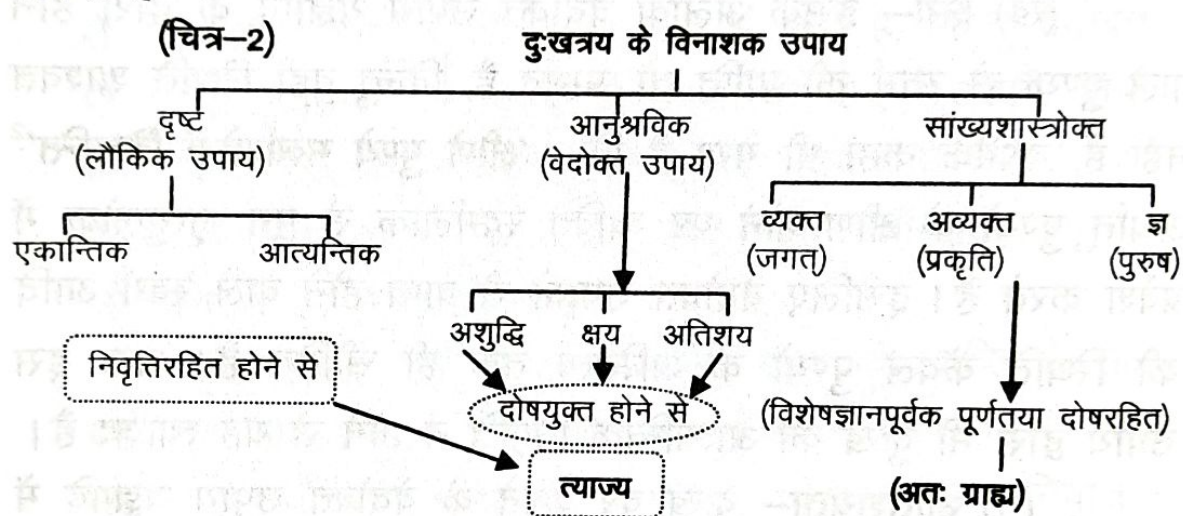 (चित्र–2)
दुःखत्रय के विनाशक उपाय
दृष्ट
(लौकिक उपाय)
आनुश्रविक
(वेदोक्त उपाय)
सांख्यशास्त्रोक्त
एकान्तिक
आत्यन्तिक
व्यक्त
(जगत्)
अव्यक्त
(प्रकृति)
ज्ञ
(पुरुष)
अशुद्धि
क्षय
अतिशय
निवृत्तिरहित होने से
दोषयुक्त होने से
(विशेषज्ञानपूर्वक पूर्णतया दोषरहित)
त्याज्य
(अतः ग्राह्य)